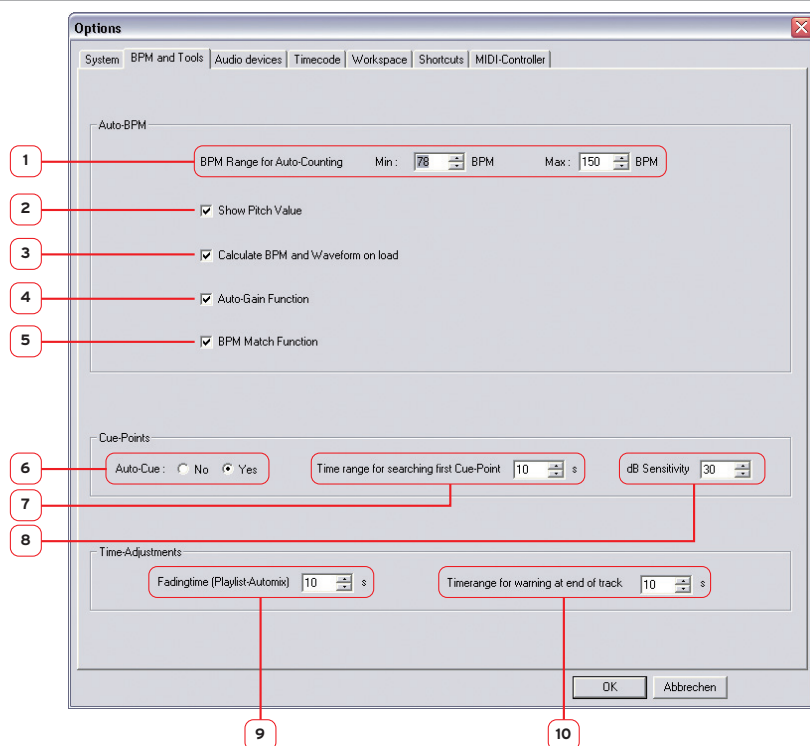 Options
System BPM and Tools Audio devices Timecode Workspace Shortcuts MIDI-Controller
Auto-BPM
1 BPM Range for Auto-Counting Min : 78 BPM Max : 150 BPM
2 Show Pitch Value
3 Calculate BPM and Waveform on load
4 Auto-Gain Function
5 BPM Match Function
Cue-Points
6 Auto-Cue : No Yes Time range for searching first Cue-Point 10 s dB Sensitivity 30
7
8
Time-Adjustments
Fadingtime (Playlist-Automix) 10 s Timerange for warning at end of track 10 s
OK Abbrechen
9 10